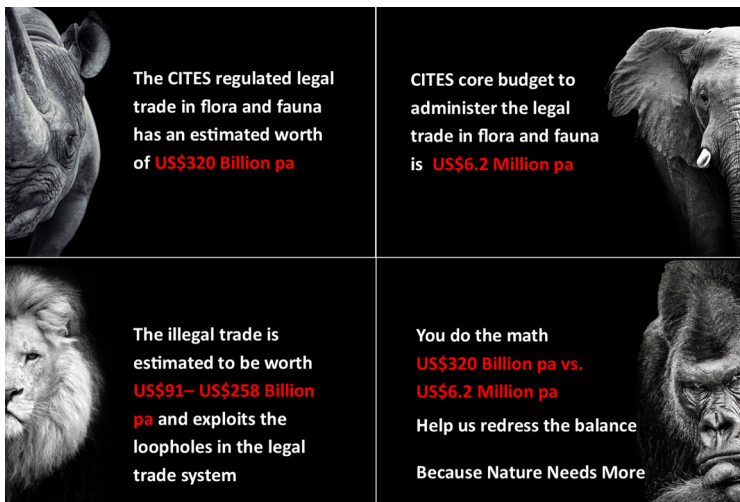 The CITES regulated legal
trade in flora and fauna
has an estimated worth
of US$320 Billion pa
CITES core budget to
administer the legal
trade in flora and fauna
is US$6.2 Million pa
The illegal trade is
estimated to be worth
US$91– US$258 Billion
pa and exploits the
loopholes in the legal
trade system
You do the math
US$320 Billion pa vs.
US$6.2 Million pa
Help us redress the balance
Because Nature Needs More